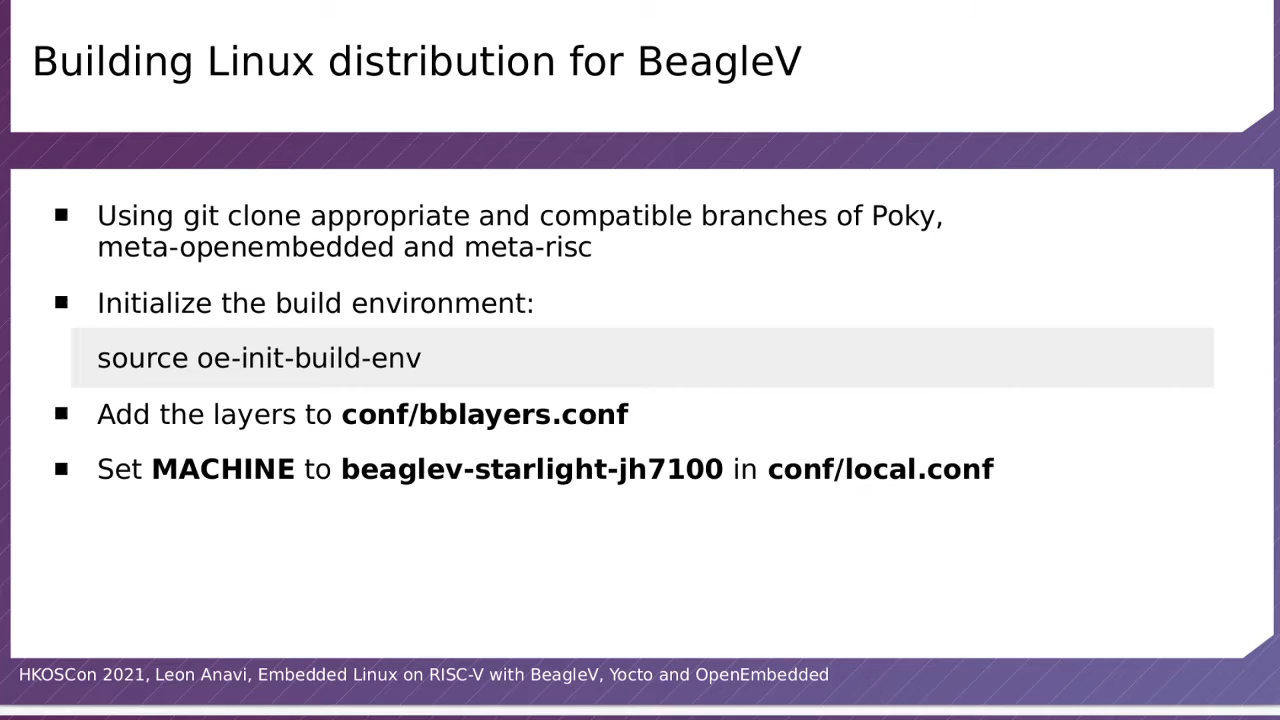 Building Linux distribution for BeagleV
Using git clone appropriate and compatible branches of Poky,
meta-openembedded and meta-risc
Initialize the build environment:
source oe-init-build-env
Add the layers to conf/bblayers.conf
Set MACHINE to beaglev-starlight-jh7100 in conf/local.conf
HKOSCon 2021, Leon Anavi, Embedded Linux on RISC-V with BeagleV, Yocto and OpenEmbedded